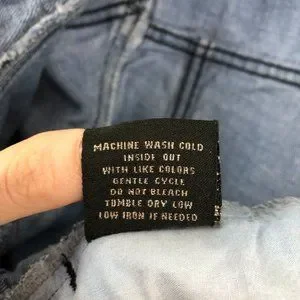 MACHINE WASH COLD
INSIDE OUT
WITH LIKE COLORS
GENTLE CYCLE
DO NOT BLEACH
TUMBLE DRY LOW
LOW IRON IF NEEDED